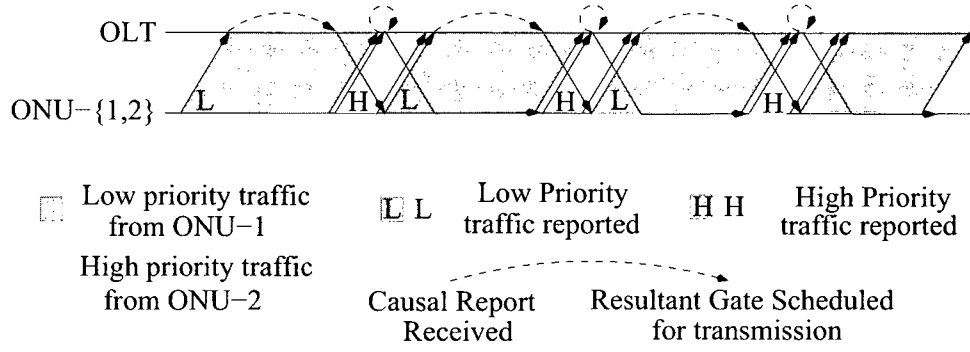 OLT
L H L H L H
ONU−{1,2}
Low priority traffic
from ONU−1
L L
Low Priority
traffic reported
H H
High Priority
traffic reported
High priority traffic
from ONU−2
Causal Report
Received
Resultant Gate Scheduled
for transmission